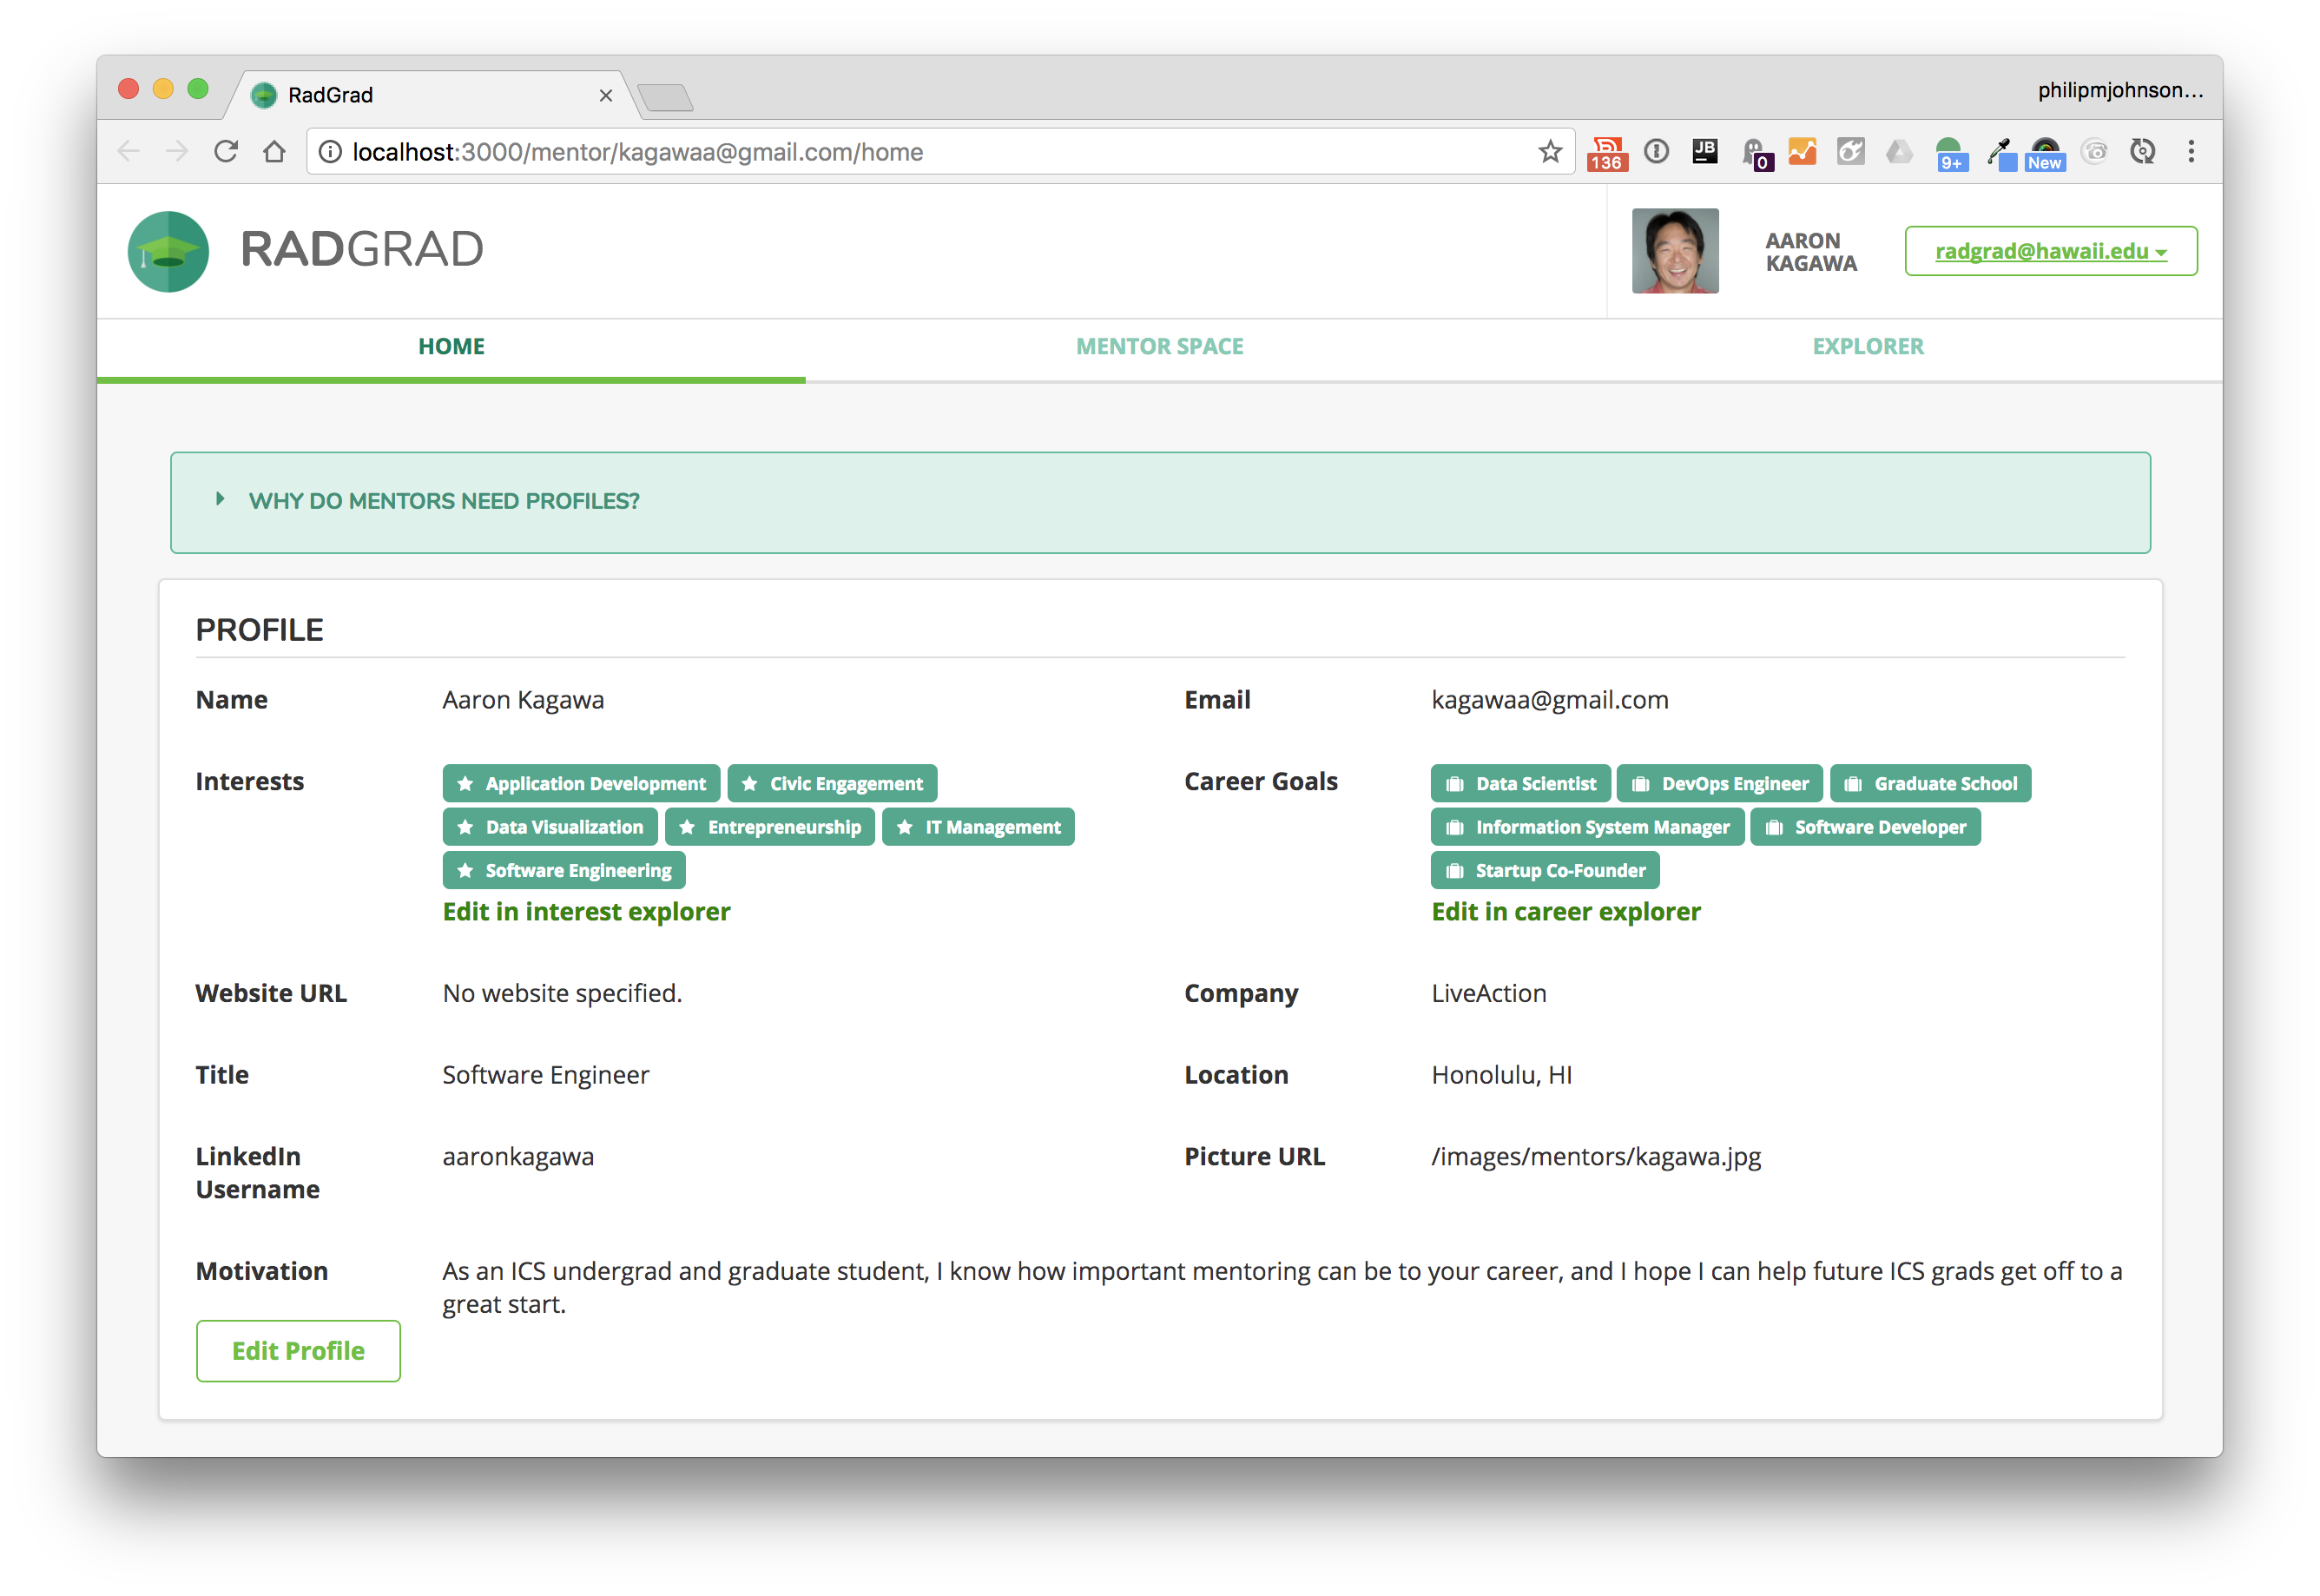 RadGrad
philipmjohnson...
localhost:3000/mentor/kagawaa@gmail.com/home
136
JB
0
9+
New
RADGRAD
AARON
KAGAWA
radgrad@hawaii.edu
HOME
MENTOR SPACE
EXPLORER
WHY DO MENTORS NEED PROFILES?
PROFILE
Name
Aaron Kagawa
Email
kagawaa@gmail.com
Interests
Application Development
Civic Engagement
Data Visualization
Entrepreneurship
IT Management
Software Engineering
Edit in interest explorer
Career Goals
Data Scientist
DevOps Engineer
Graduate School
Information System Manager
Software Developer
Startup Co-Founder
Edit in career explorer
Website URL
No website specified.
Company
LiveAction
Title
Software Engineer
Location
Honolulu, HI
LinkedIn
Username
aaronkagawa
Picture URL
/images/mentors/kagawa.jpg
Motivation
As an ICS undergrad and graduate student, I know how important mentoring can be to your career, and I hope I can help future ICS grads get off to a
great start.
Edit Profile